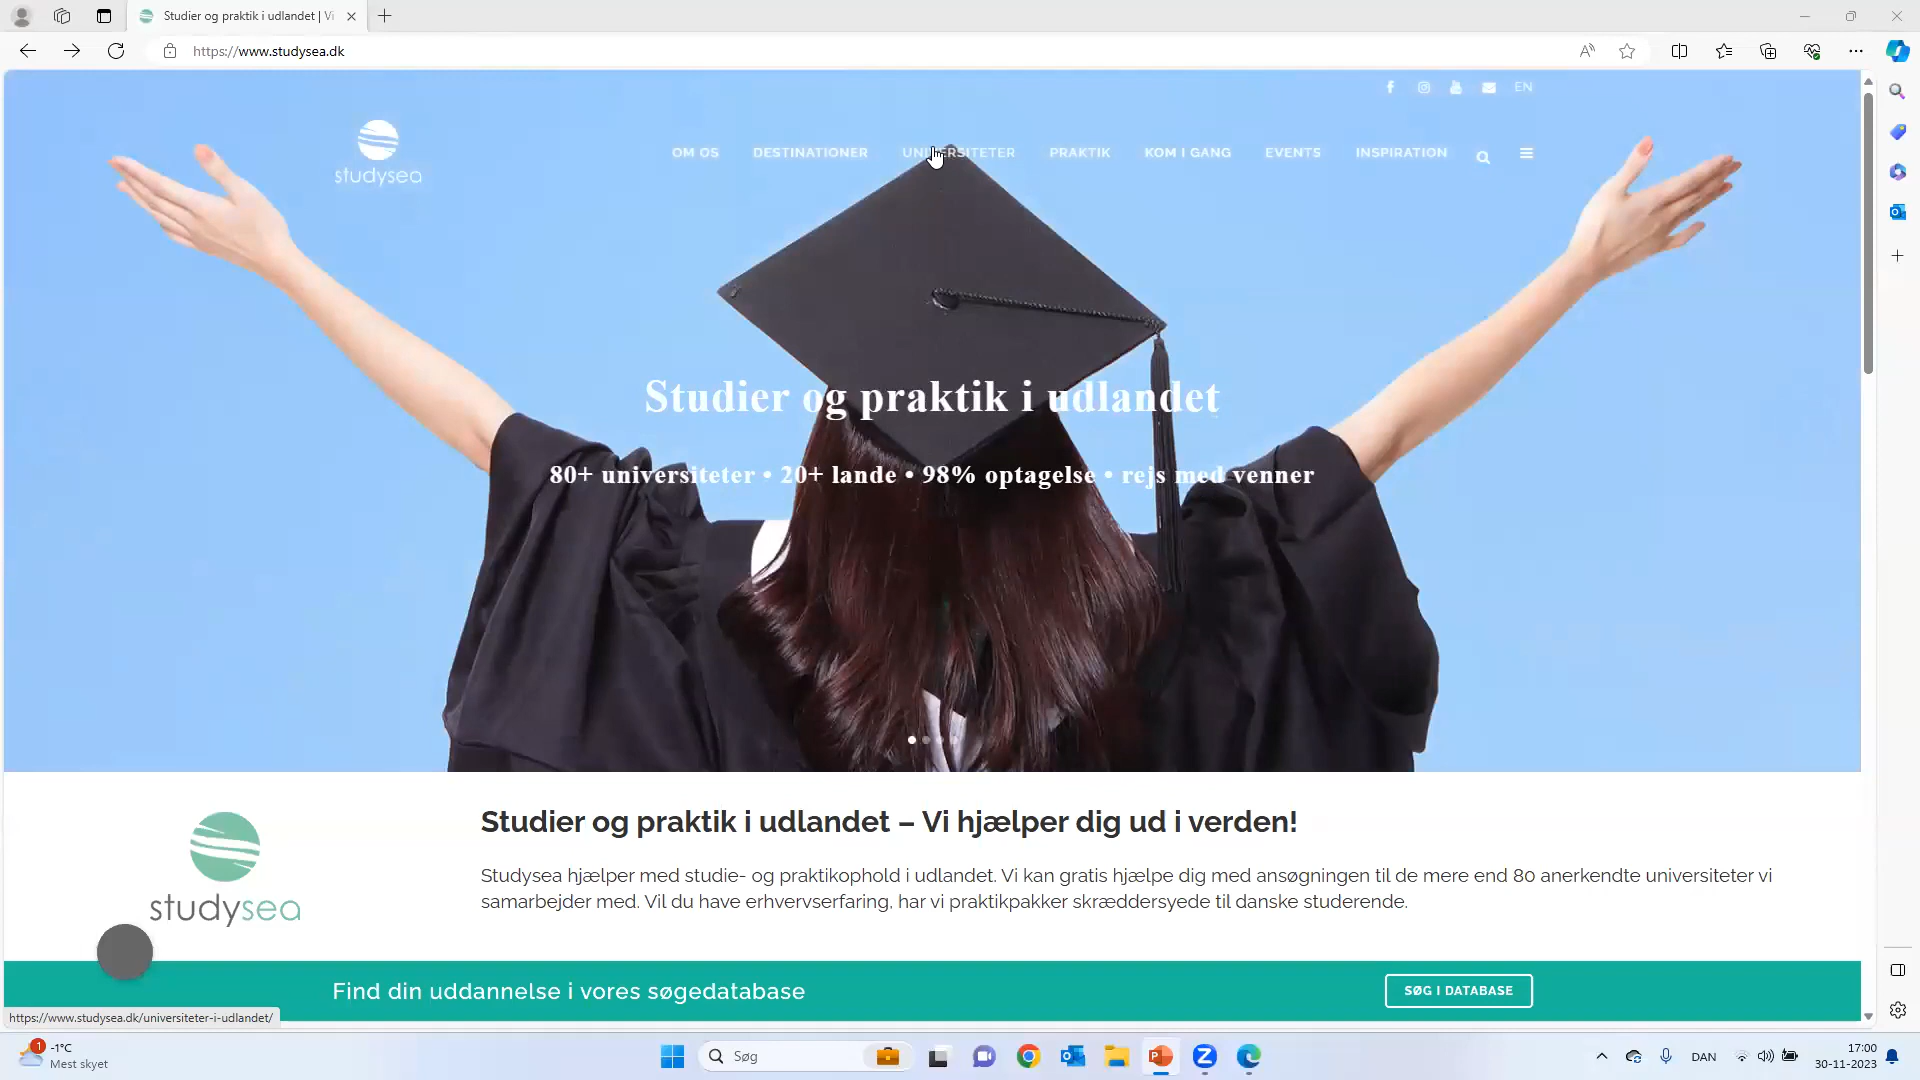 Studier og praktik i udlandet | Vi
https://www.studysea.dk
EN
studysea
OM OS DESTINATIONER UNIVERSITETER PRAKTIK KOM I GANG EVENTS INSPIRATION
Studier og praktik i udlandet
80+ universiteter • 20+ lande • 98% optagelse • rejs med venner
Studier og praktik i udlandet – Vi hjælper dig ud i verden!
studysea
Studysea hjælper med studie- og praktikophold i udlandet. Vi kan gratis hjælpe dig med ansøgningen til de mere end 80 anerkendte universiteter vi
samarbejder med. Vil du have erhvervserfaring, har vi praktikpakker skræddersyede til danske studerende.
Find din uddannelse i vores søgedatabase
SØG I DATABASE
https://www.studysea.dk/universiteter-i-udlandet/
1
-1°C
Mest skyet
Søg
DAN
17:00
30-11-2023